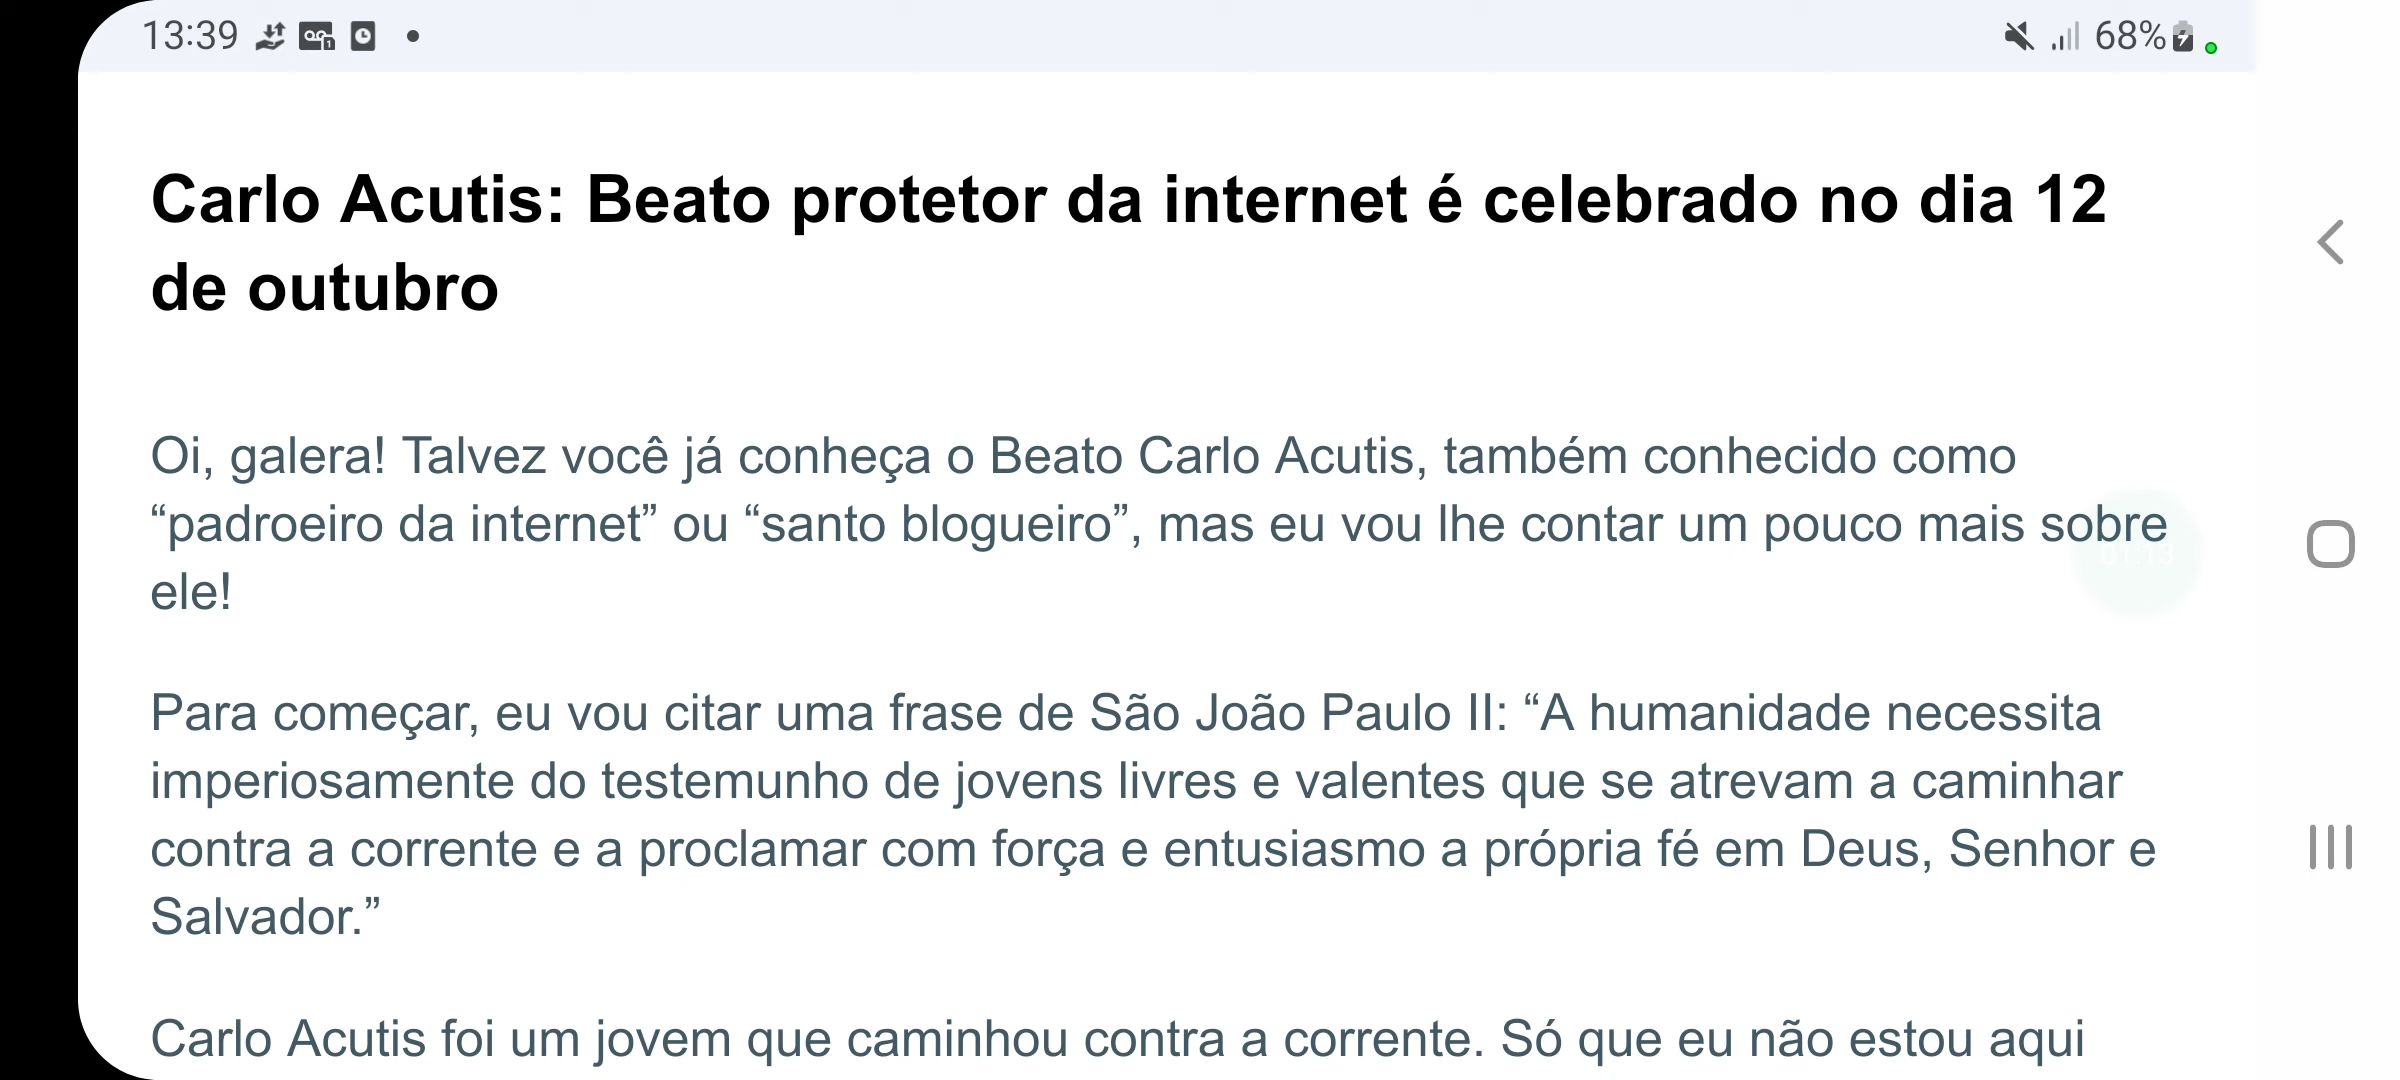 13:39
68%
Carlo Acutis: Beato protetor da internet é celebrado no dia 12
de outubro
Oi, galera! Talvez você já conheça o Beato Carlo Acutis, também conhecido como
“padroeiro da internet” ou “santo blogueiro”, mas eu vou lhe contar um pouco mais sobre
01:13
ele!
Para começar, eu vou citar uma frase de São João Paulo II: “A humanidade necessita
imperiosamente do testemunho de jovens livres e valentes que se atrevam a caminhar
contra a corrente e a proclamar com força e entusiasmo a própria fé em Deus, Senhor e
Salvador.”
Carlo Acutis foi um jovem que caminhou contra a corrente. Só que eu não estou aqui